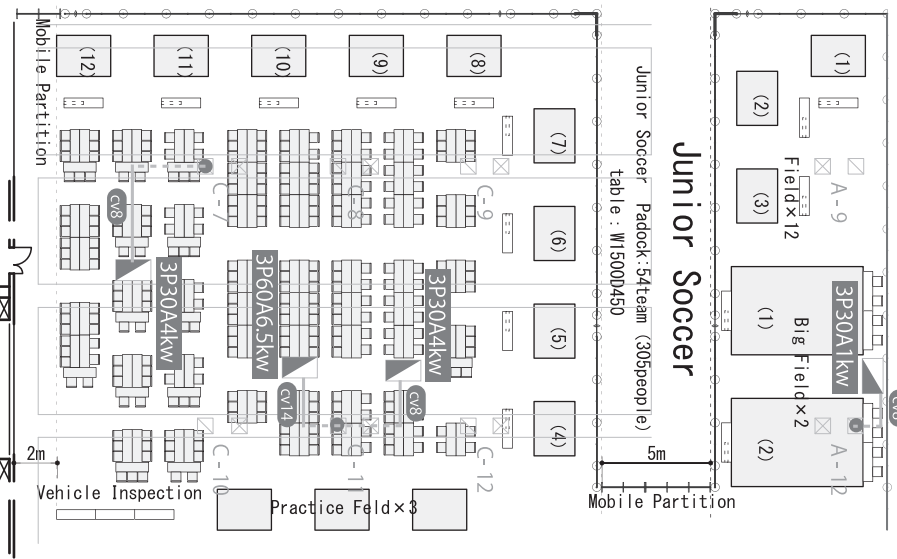 Mobile Partition
(12)
(11)
(10)
(9)
(8)
(7)
(6)
(5)
(4)
C-7
C-8
C-9
C-10
C-11
C-12
cv8
3P30A4kw
3P60A6.5kw
cv14
3P30A4kw
cv8
2m
Vehicle Inspection
Practice Feld×3
Junior Soccer Padock:54team (305people)
table : W1500D450
Junior Soccer
5m
Mobile Partition
(1)
(2)
(3)
Field×12
A-9
(1)
Big Field×2
(2)
3P30A1kw
A-12